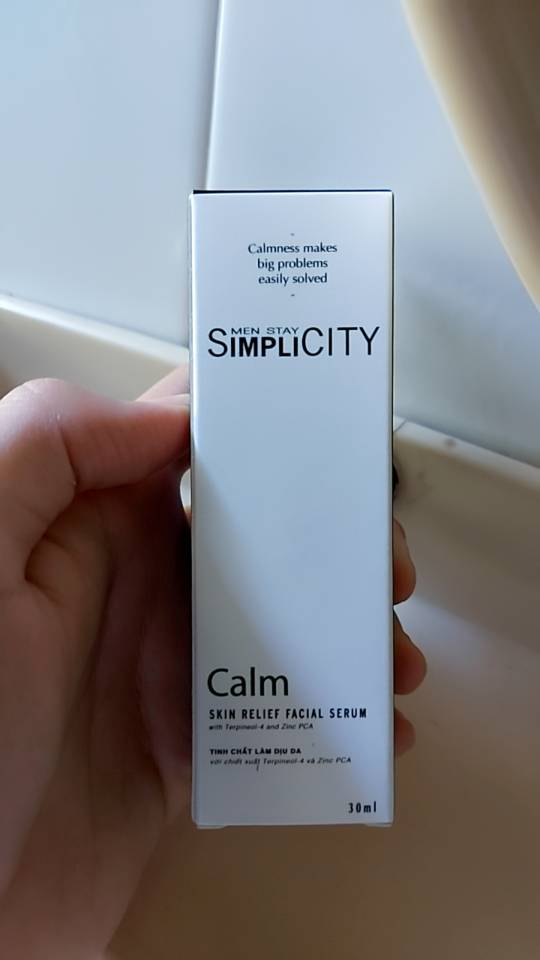 Calmness makes
big problems
easily solved
MEN STAY
SIMPLICITY
Calm
SKIN RELIEF FACIAL SERUM
with Terpineol-4 and Zinc PCA
TINH CHẤT LÀM DỊU DA
với chiết xuất Terpineol-4 và Zinc PCA
30ml